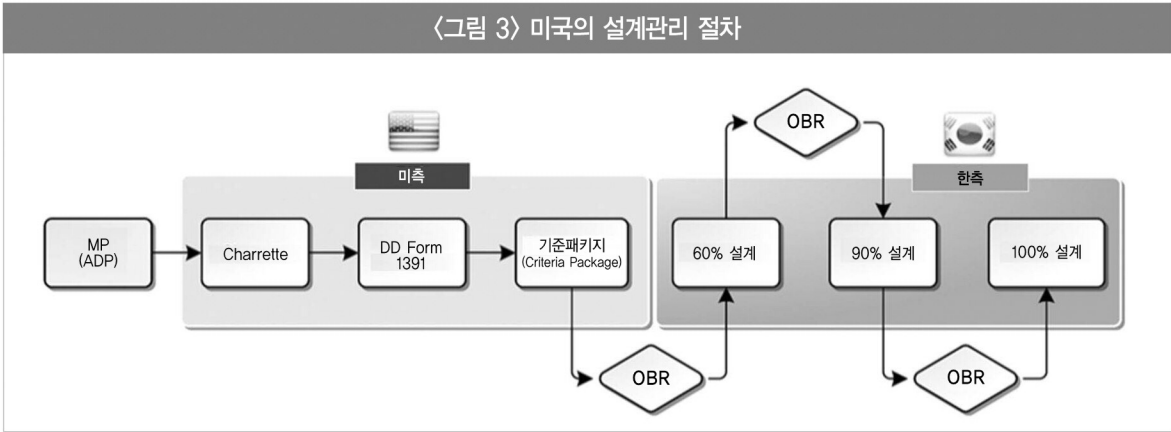 〈그림 3〉 미국의 설계관리 절차
미측
한측
MP
(ADP)
Charrette
DD Form
1391
기준패키지
(Criteria Package)
OBR
60% 설계
OBR
90% 설계
OBR
100% 설계